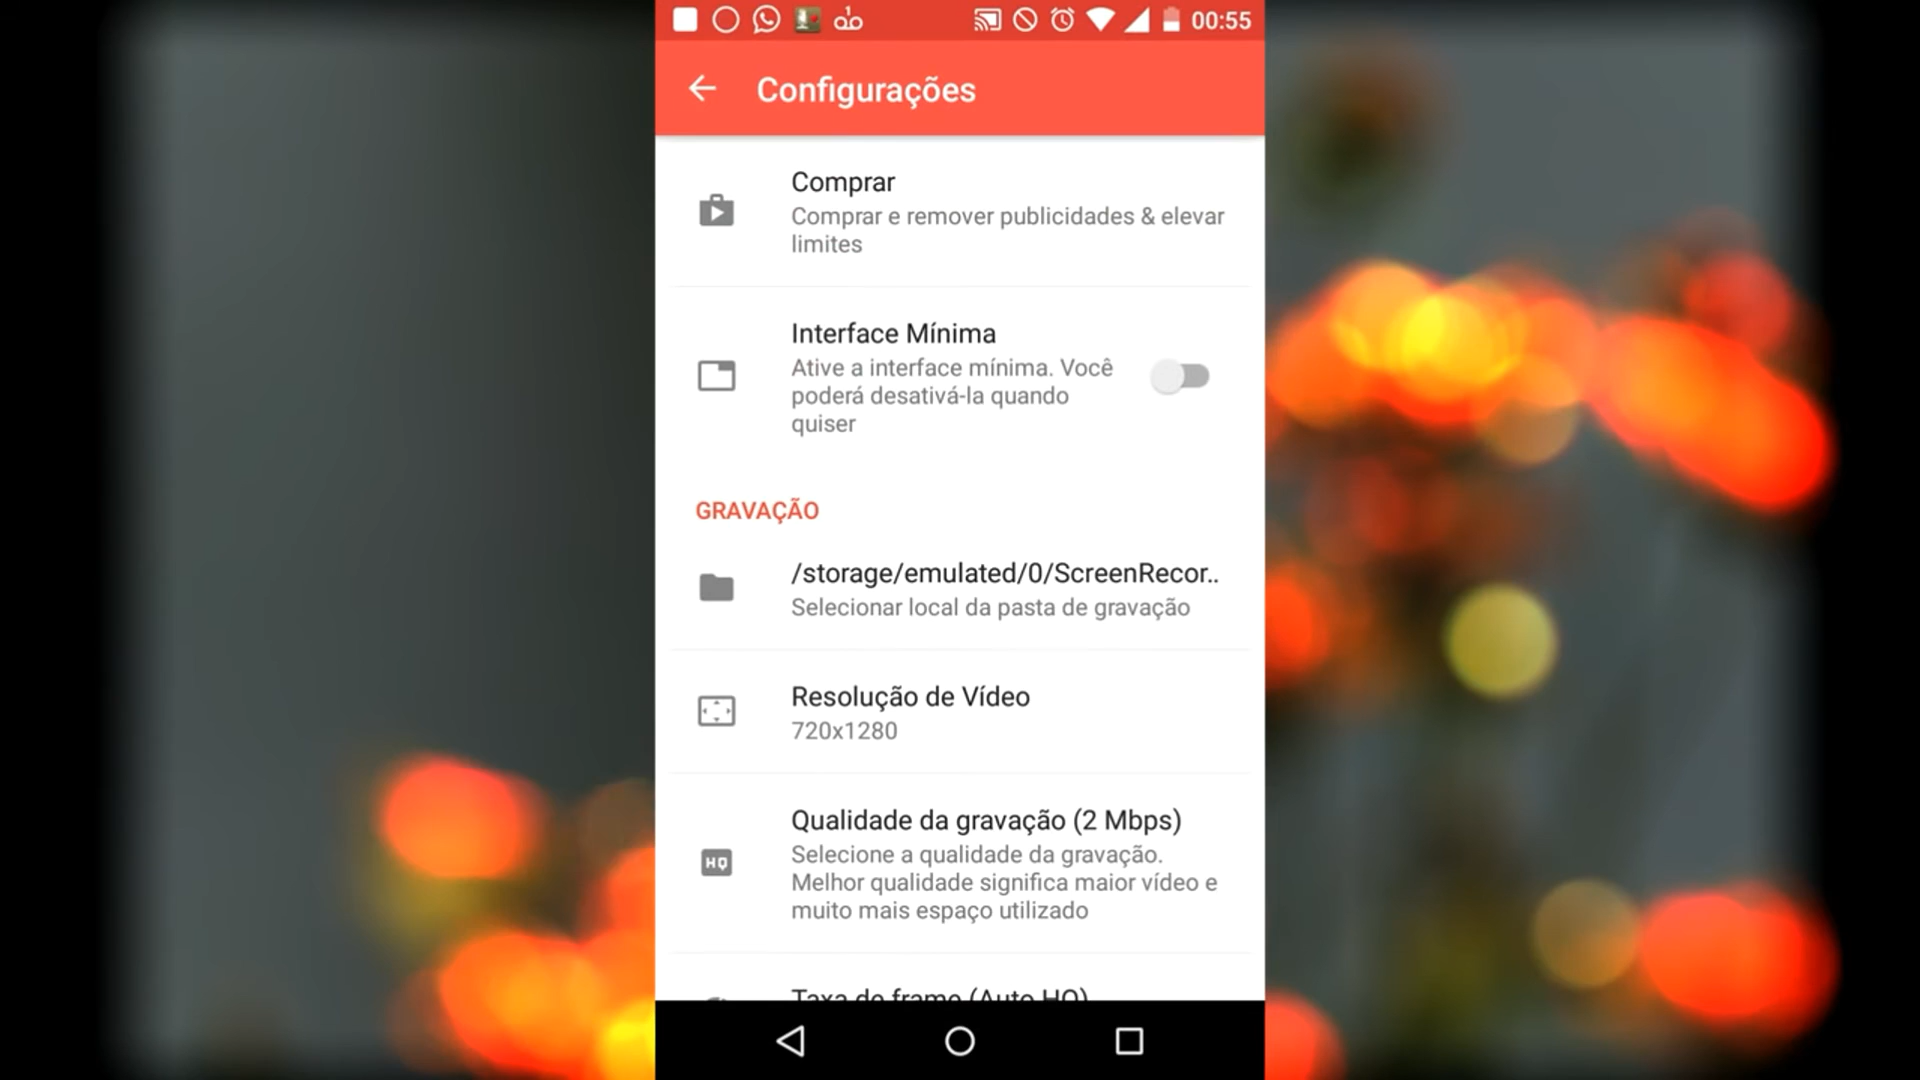 00:55
Configurações
Comprar
Comprar e remover publicidades & elevar
limites
Interface Mínima
Ative a interface mínima. Você
poderá desativá-la quando
quiser
GRAVAÇÃO
/storage/emulated/0/ScreenRecor..
Selecionar local da pasta de gravação
Resolução de Vídeo
720x1280
Qualidade da gravação (2 Mbps)
HQ
Selecione a qualidade da gravação.
Melhor qualidade significa maior vídeo e
muito mais espaço utilizado
Taxa de frame (Auto HQ)